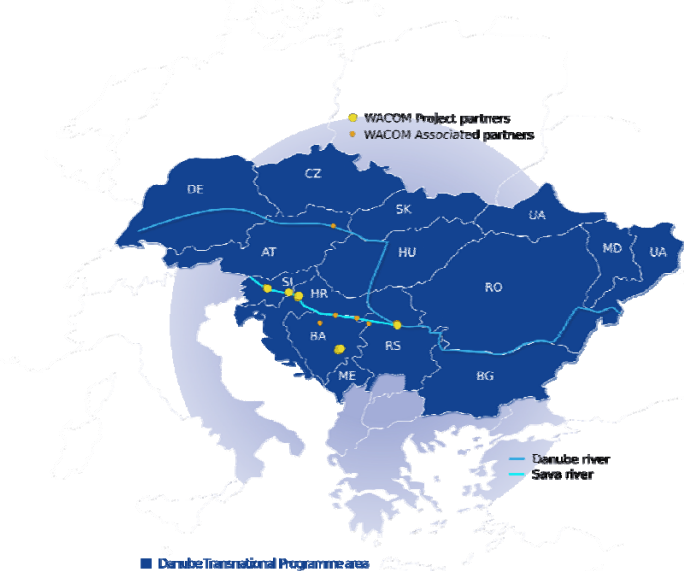 WACOM Project partners
WACOM Associated partners
CZ
DE
SK
UA
AT
HU
MD
UA
SI
HR
RO
BA
RS
ME
BG
Danube river
Sava river
Danube Transnational Programme area